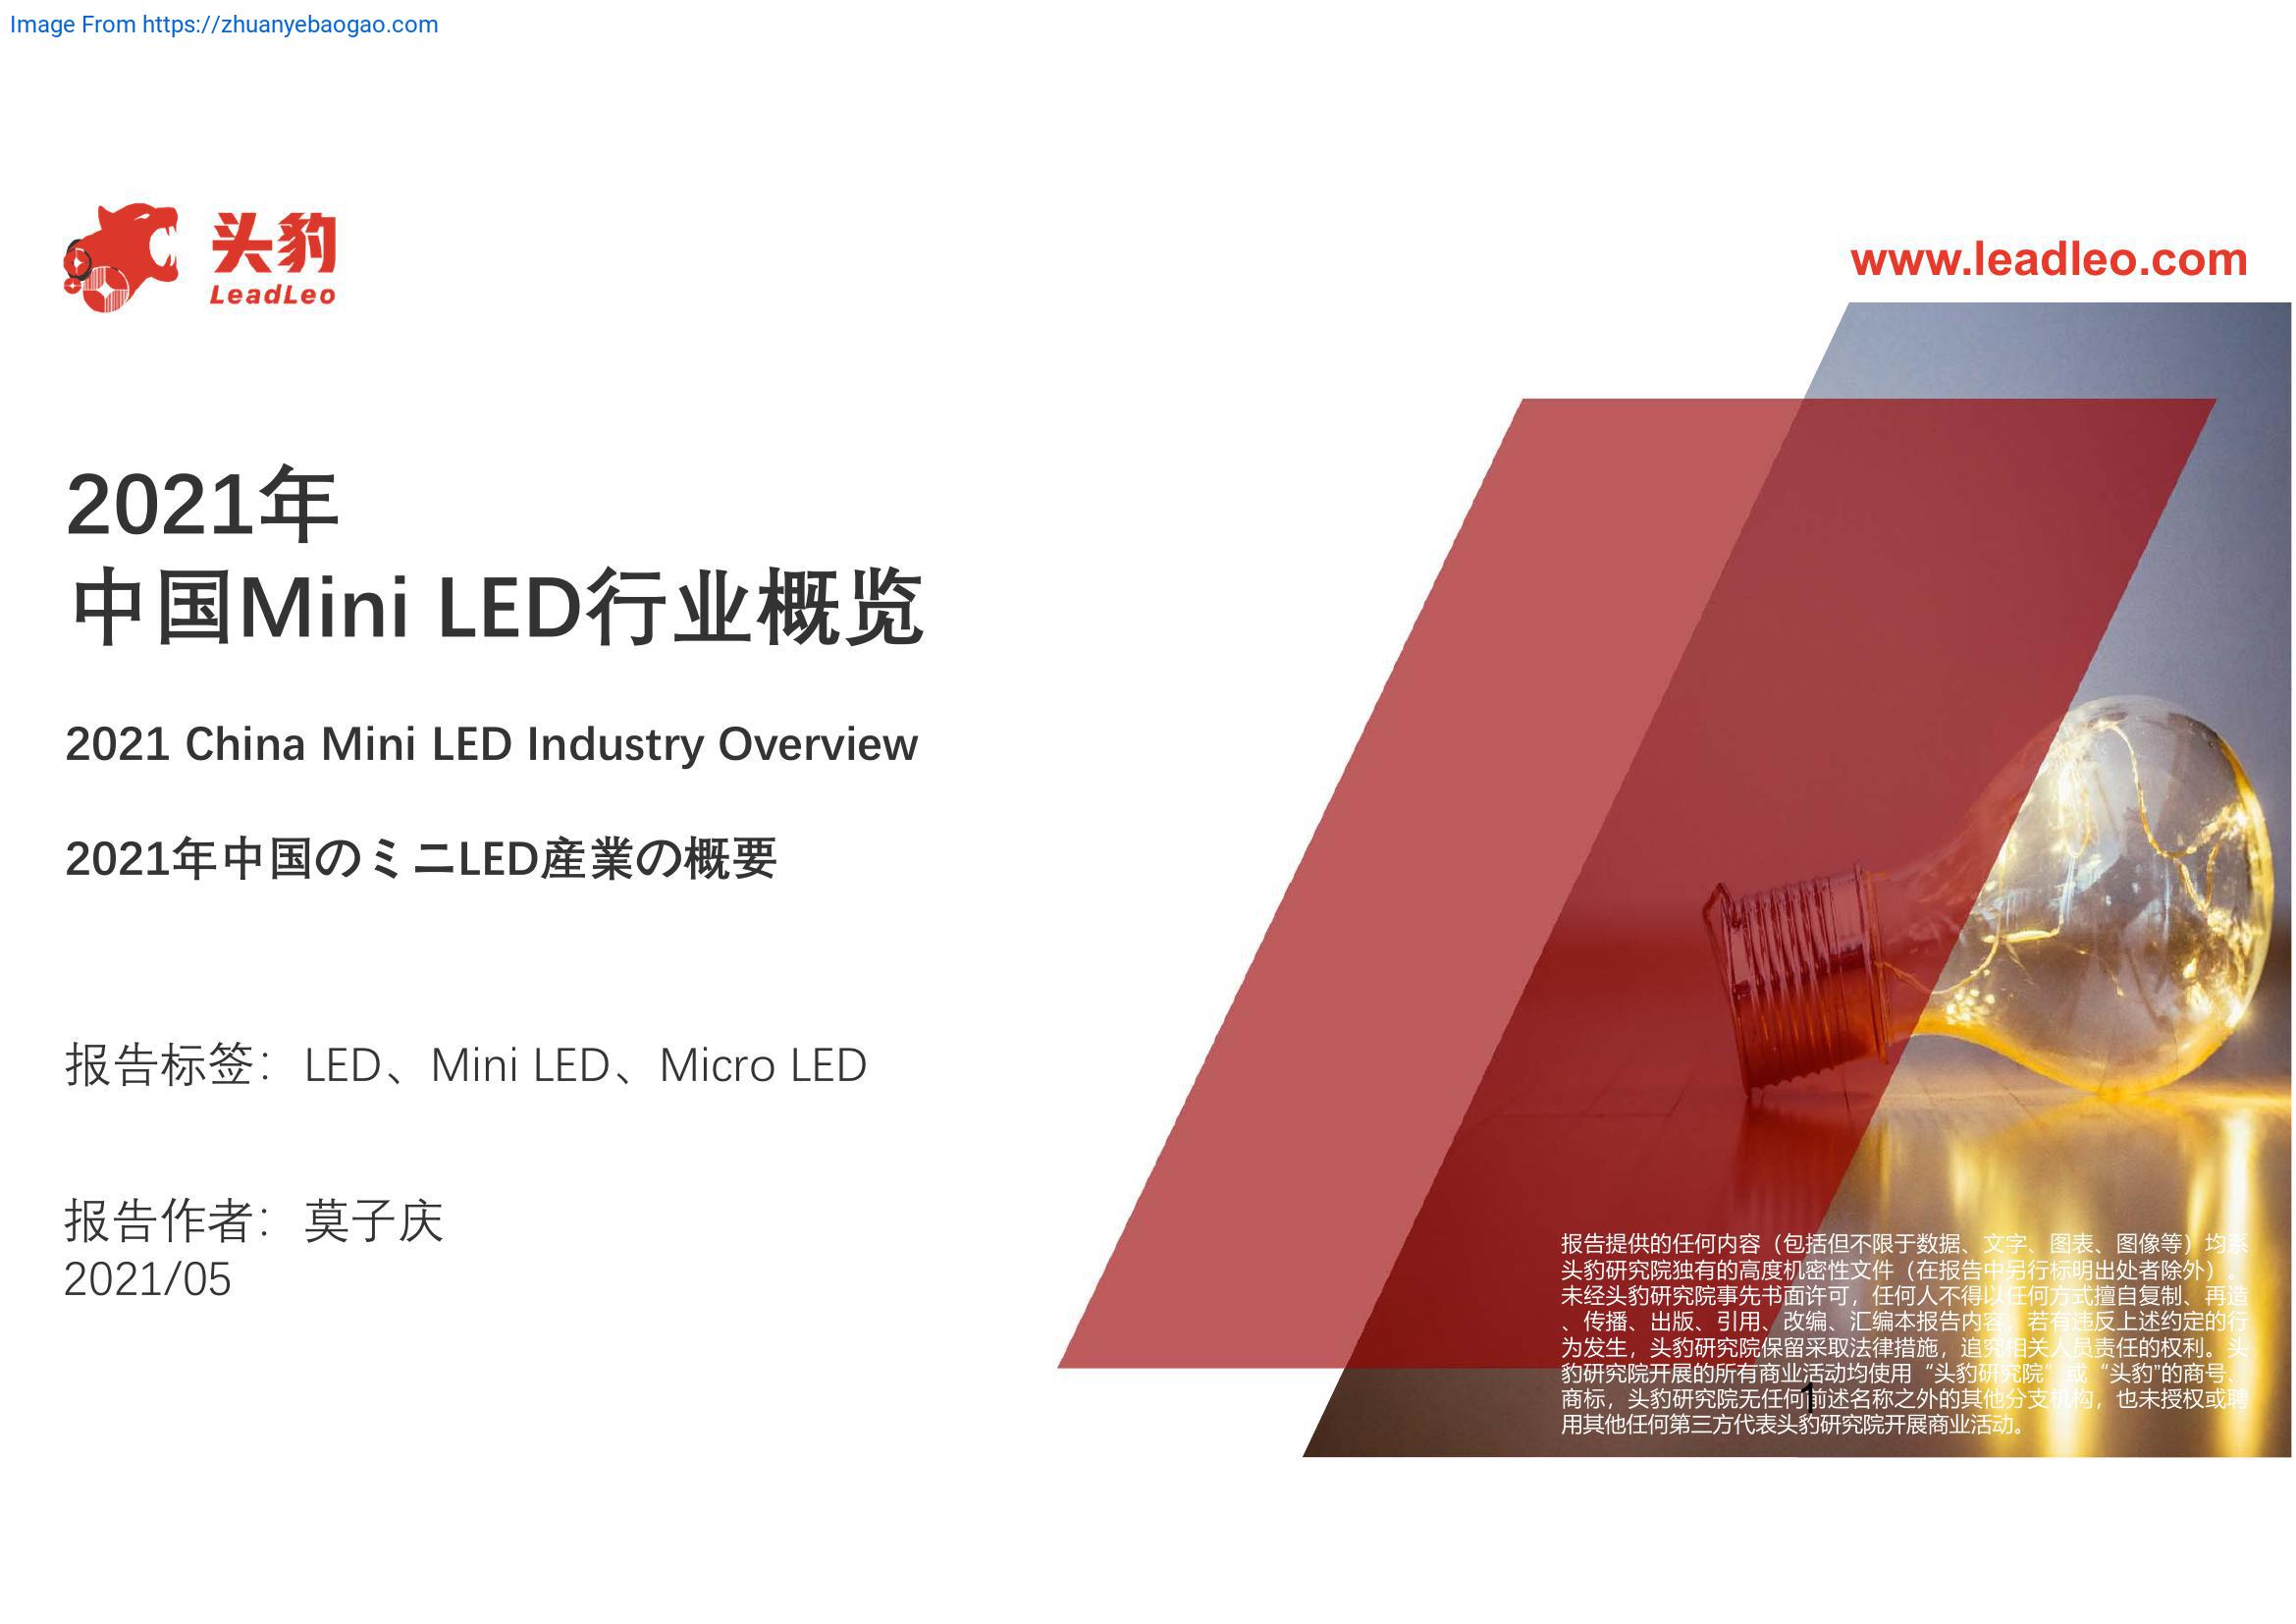 Image From https://zhuanyebaogao.com
头豹
LeadLeo
www.leadleo.com
2021年
中国Mini LED行业概览
2021 China Mini LED Industry Overview
2021年中国のミニLED産業の概要
报告标签：LED、Mini LED、Micro LED
报告作者：莫子庆
2021/05
报告提供的任何内容（包括但不限于数据、文字、图表、图像等）均系
头豹研究院独有的高度机密性文件（在报告中另行标明出处者除外）。
未经头豹研究院事先书面许可，任何人不得以任何方式擅自复制、再造
、传播、出版、引用、改编、汇编本报告内容，若有违反上述约定的行
为发生，头豹研究院保留采取法律措施，追究相关人员责任的权利。头
豹研究院开展的所有商业活动均使用“头豹研究院”或“头豹”的商号、
商标，头豹研究院无任何前述名称之外的其他分支机构，也未授权或聘
用其他任何第三方代表头豹研究院开展商业活动。
1